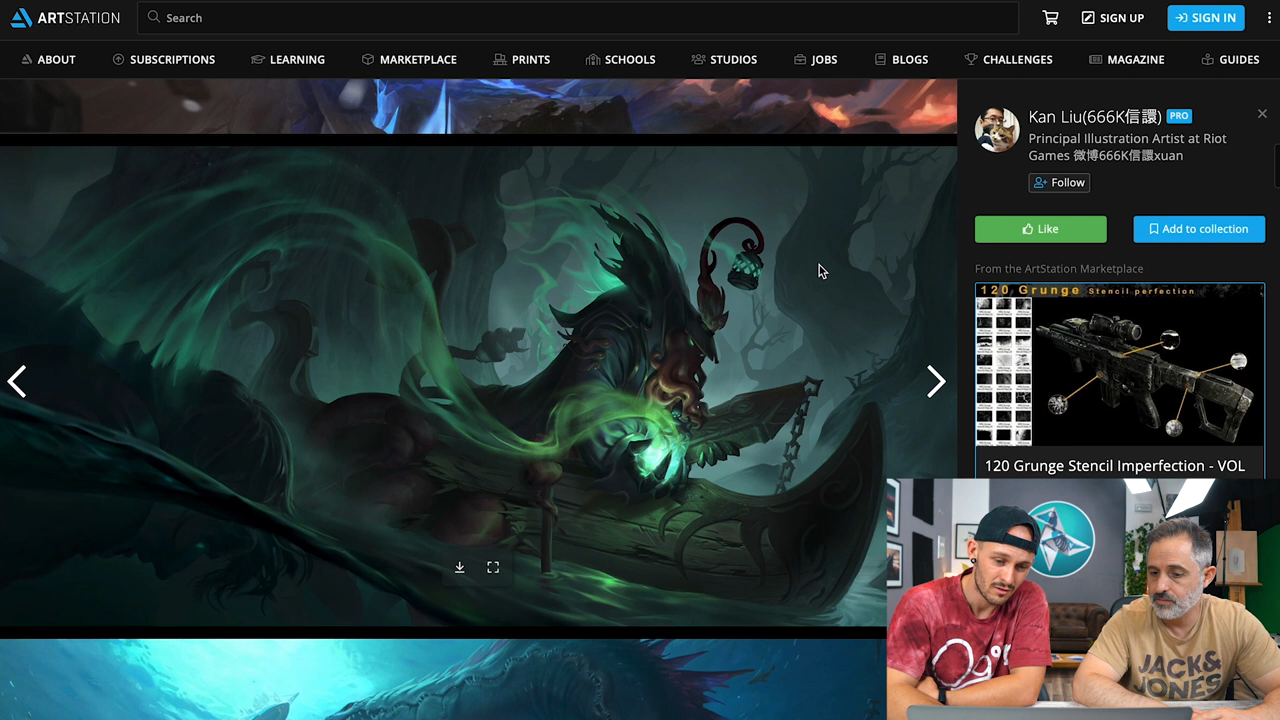 ARTSTATION
Search
SIGN UP
SIGN IN
ABOUT
SUBSCRIPTIONS
LEARNING
MARKETPLACE
PRINTS
SCHOOLS
STUDIOS
JOBS
BLOGS
CHALLENGES
MAGAZINE
GUIDES
Kan Liu(666K信譞) PRO
Principal Illustration Artist at Riot
Games 微博666K信譞xuan
Follow
Like
Add to collection
From the ArtStation Marketplace
120 Grunge Stencil perfection
120 Grunge Stencil Imperfection - VOL
JACK&
JONES